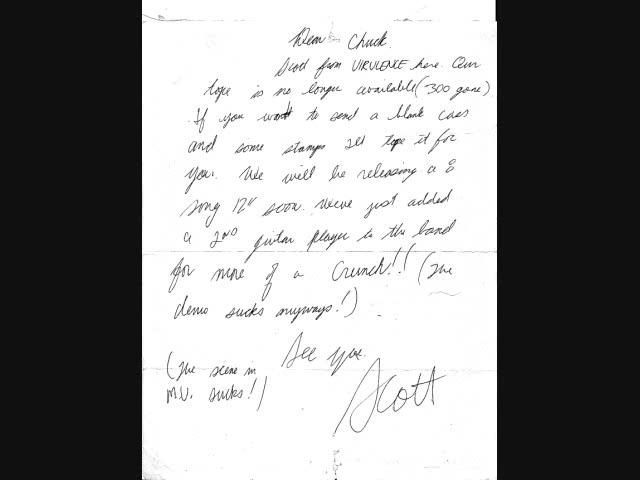 Dear Chuck.
Scott from VIRULENCE here. Our
tape is no longer available (300 gone)
If you want to send a blank cass
and some stamps Ill tape it for
you. We will be releasing a 8
song 12" soon. Weve just added
a 2ND guitar player to the band
for more of a Crunch!! (The
demo sucks anyways!)
See you.
(The scene in
M.V. sucks!)
Scott